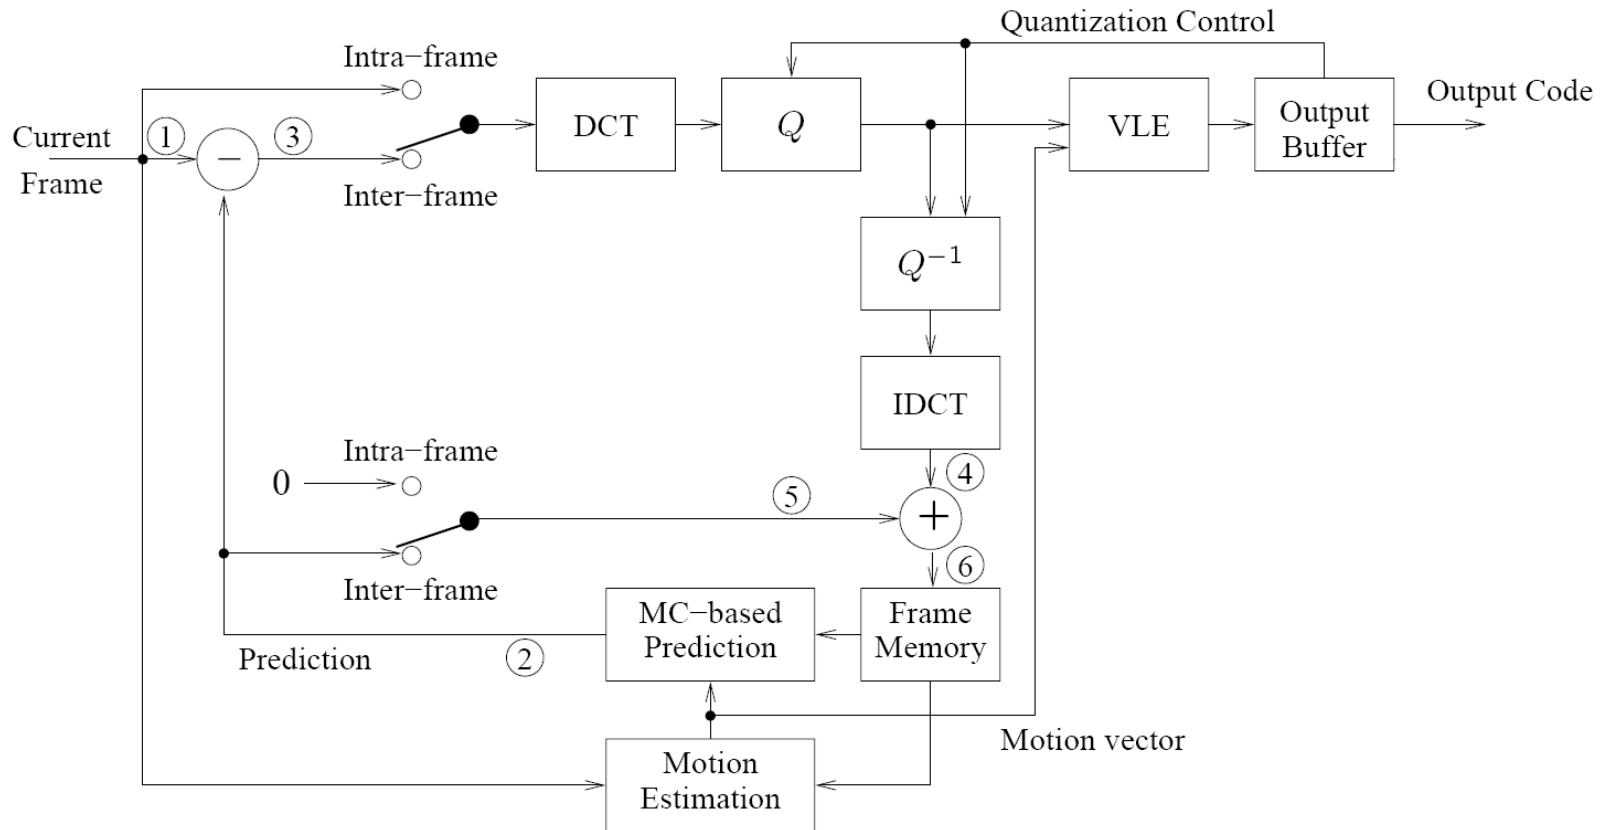 Quantization Control
Intra−frame
Current
Frame
1
−
3
Inter−frame
DCT
Q
VLE
Output
Buffer
Output Code
Q−1
IDCT
4
Intra−frame
0
5
+
6
Inter−frame
MC−based
Prediction
Frame
Memory
Prediction
2
Motion vector
Motion
Estimation